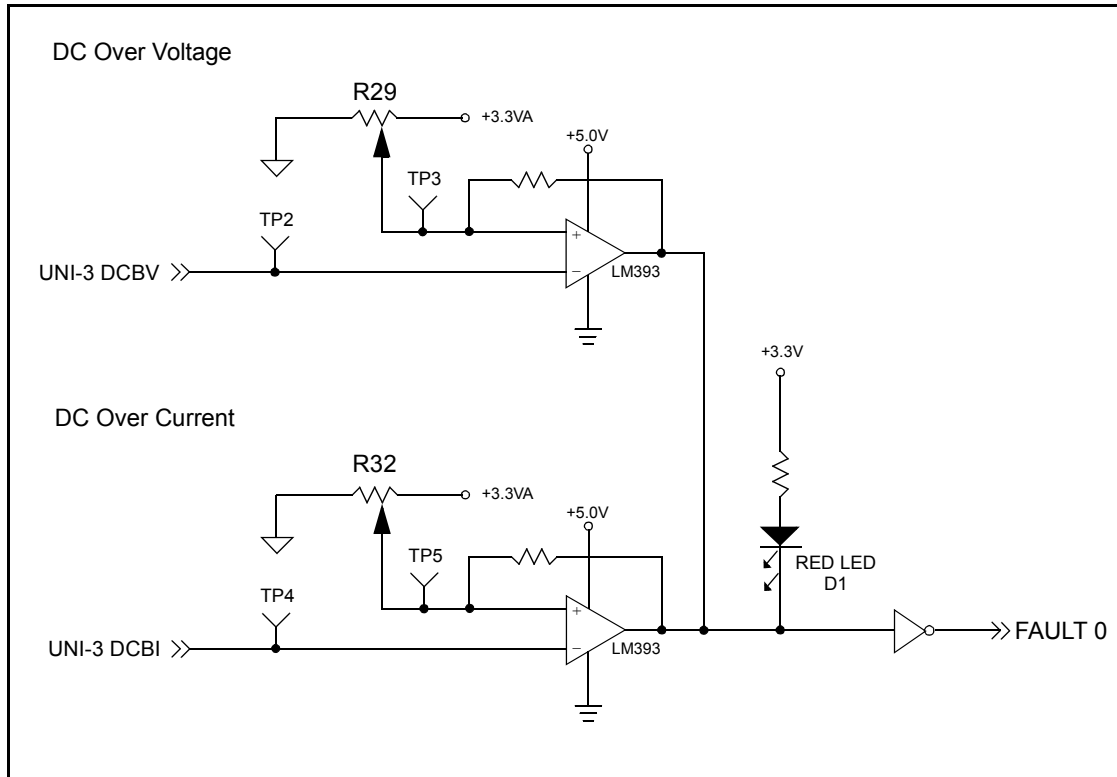 DC Over Voltage
R29
+3.3VA
+5.0V
TP3
TP2
+
−
LM393
UNI-3 DCBV
+3.3V
DC Over Current
R32
+3.3VA
+5.0V
TP5
RED LED
D1
TP4
+
−
LM393
UNI-3 DCBI
FAULT 0